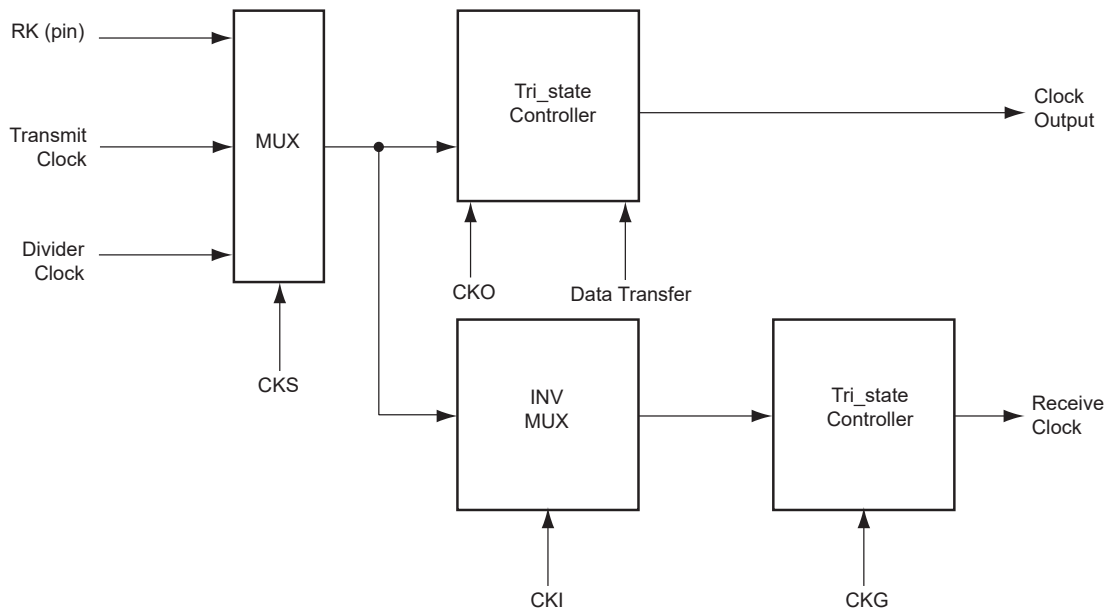 RK (pin)
Transmit
Clock
Divider
Clock
MUX
CKS
Tri_state
Controller
CKO
Data Transfer
Clock
Output
INV
MUX
CKI
Tri_state
Controller
CKG
Receive
Clock